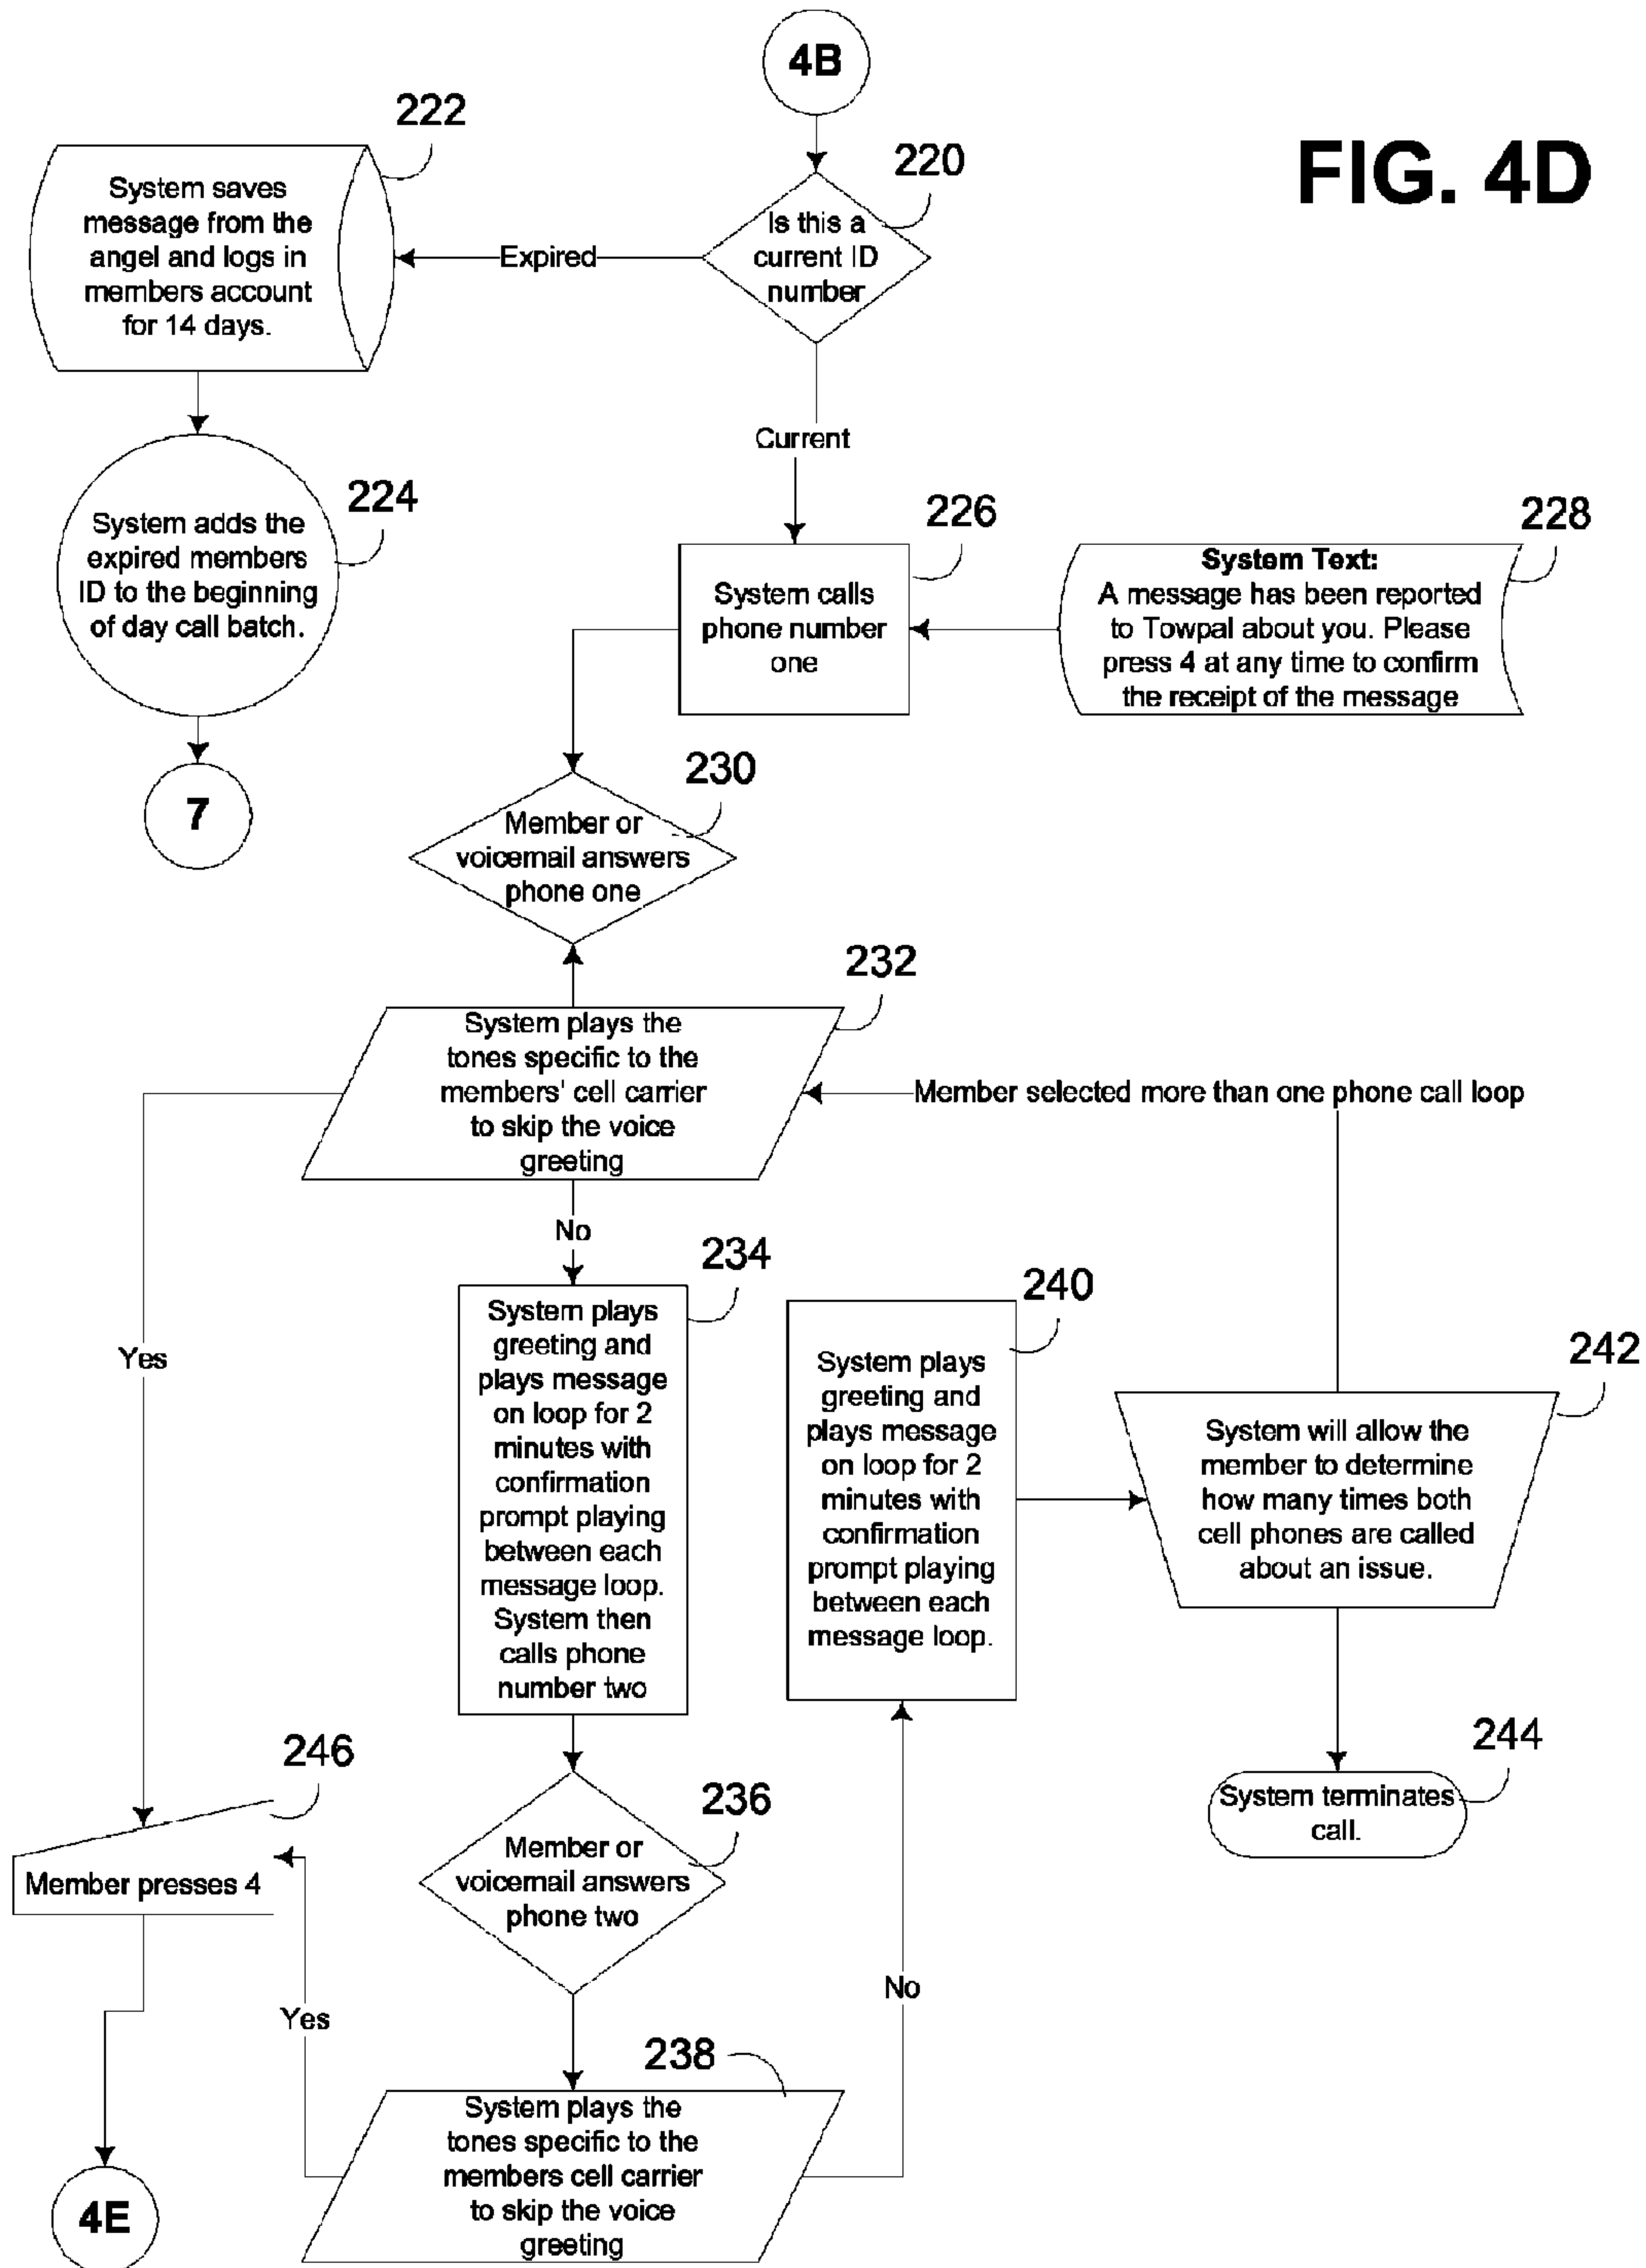 4B
FIG. 4D
222
220
System saves
message from the
angel and logs in
members account
for 14 days.
Expired
Is this a
current ID
number
Current
224
System adds the
expired members
ID to the beginning
of day call batch.
7
226
System calls
phone number
one
228
System Text:
A message has been reported
to Towpal about you. Please
press 4 at any time to confirm
the receipt of the message
230
Member or
voicemail answers
phone one
232
System plays the
tones specific to the
members' cell carrier
to skip the voice
greeting
Member selected more than one phone call loop
No
Yes
234
System plays
greeting and
plays message
on loop for 2
minutes with
confirmation
prompt playing
between each
message loop.
System then
calls phone
number two
240
System plays
greeting and
plays message
on loop for 2
minutes with
confirmation
prompt playing
between each
message loop.
242
System will allow the
member to determine
how many times both
cell phones are called
about an issue.
244
System terminates
call.
246
Member presses 4
236
Member or
voicemail answers
phone two
No
Yes
238
System plays the
tones specific to the
members cell carrier
to skip the voice
greeting
4E